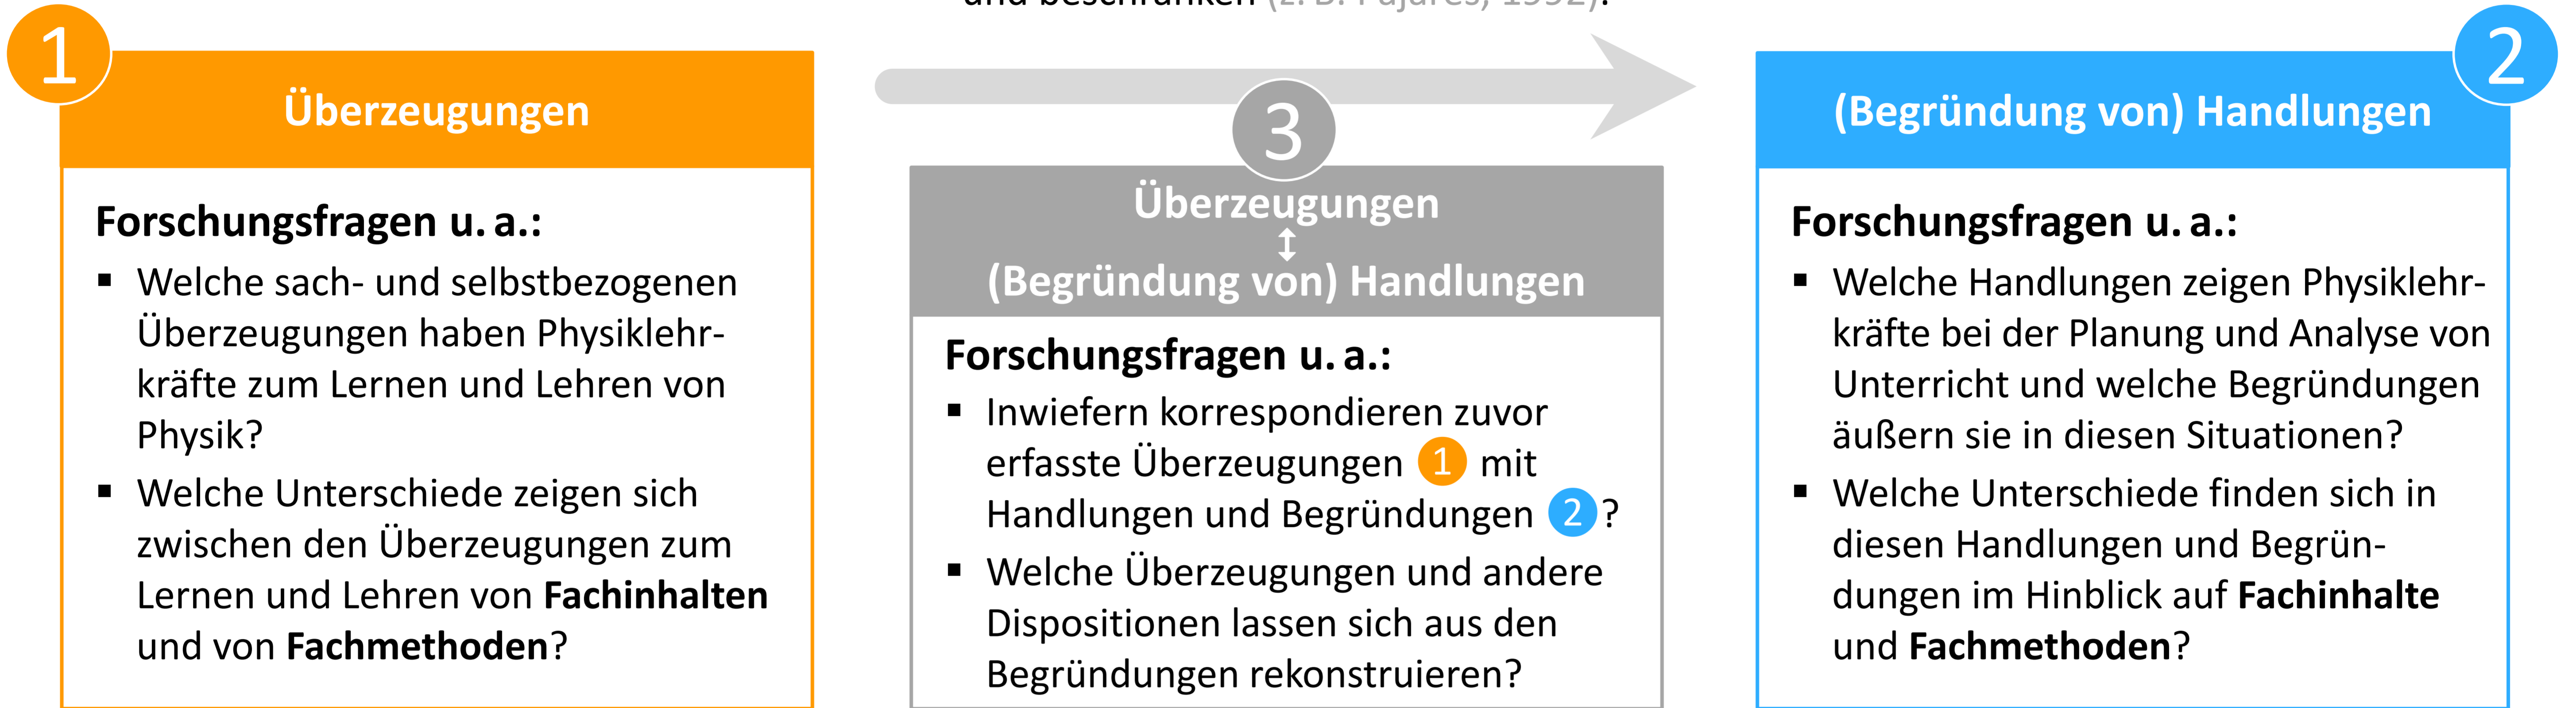 und beschränken (z. B. Pajares, 1992).
1
Überzeugungen
Forschungsfragen u. a.:
▪ Welche sach- und selbstbezogenen
Überzeugungen haben Physiklehr-
kräfte zum Lernen und Lehren von
Physik?
▪ Welche Unterschiede zeigen sich
zwischen den Überzeugungen zum
Lernen und Lehren von Fachinhalten
und von Fachmethoden?
3
Überzeugungen
↕
(Begründung von) Handlungen
Forschungsfragen u. a.:
▪ Inwiefern korrespondieren zuvor
erfasste Überzeugungen 1 mit
Handlungen und Begründungen 2 ?
▪ Welche Überzeugungen und andere
Dispositionen lassen sich aus den
Begründungen rekonstruieren?
2
(Begründung von) Handlungen
Forschungsfragen u. a.:
▪ Welche Handlungen zeigen Physiklehr-
kräfte bei der Planung und Analyse von
Unterricht und welche Begründungen
äußern sie in diesen Situationen?
▪ Welche Unterschiede finden sich in
diesen Handlungen und Begrün-
dungen im Hinblick auf Fachinhalte
und Fachmethoden?